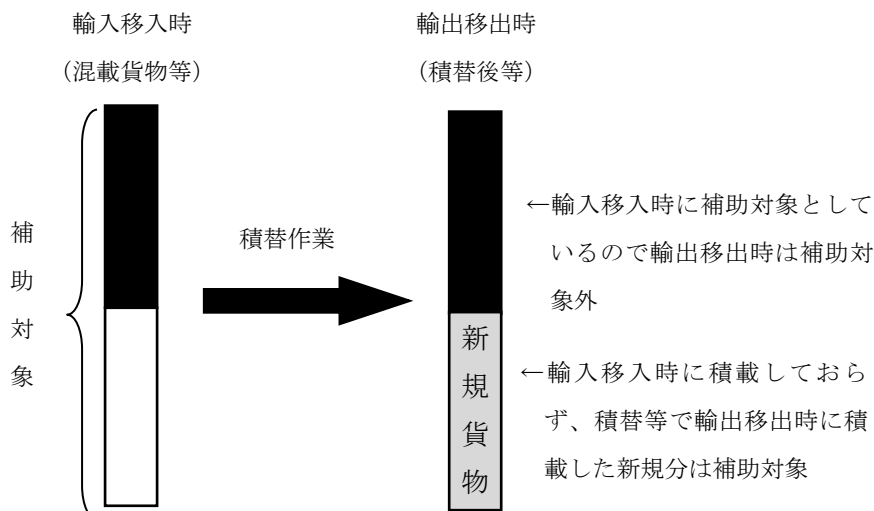 輸入移入時
（混載貨物等）
輸出移出時
（積替後等）
補助対象
積替作業
←輸入移入時に補助対象として
いるので輸出移出時は補助対
象外
新規貨物
←輸入移入時に積載しておら
ず、積替等で輸出移出時に積
載した新規分は補助対象